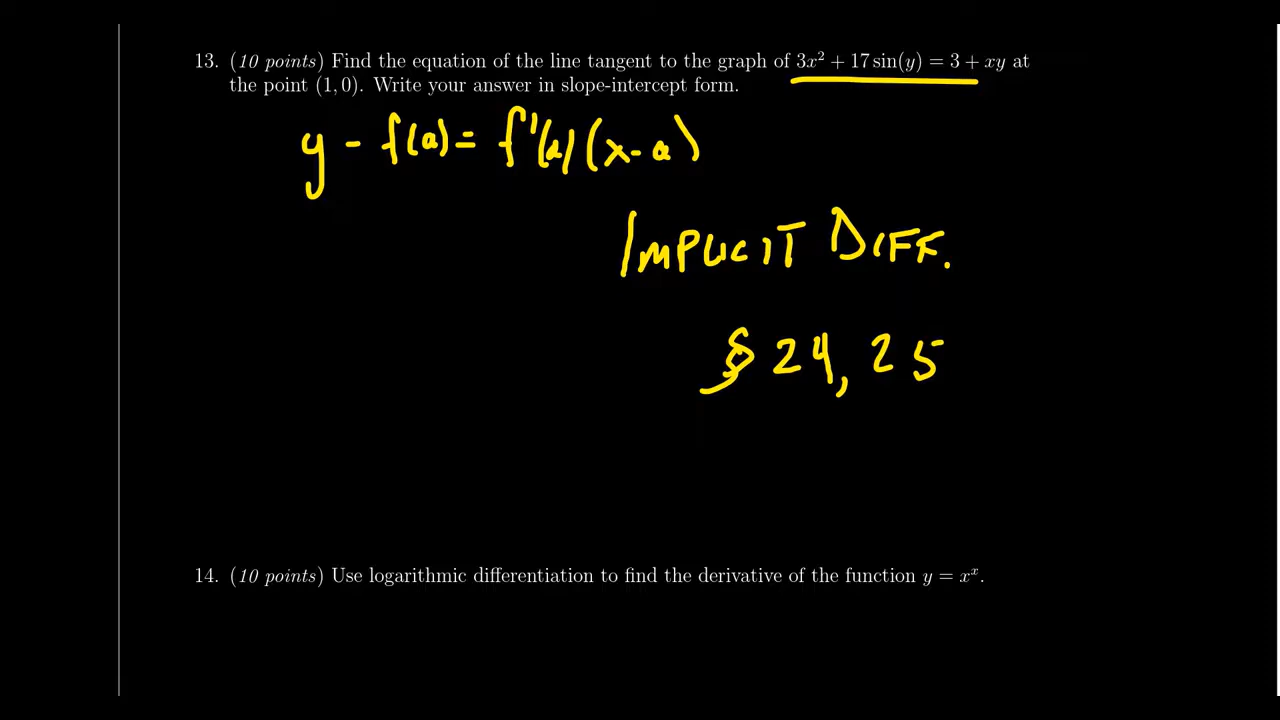 13. (10 points) Find the equation of the line tangent to the graph of 3x² + 17 sin(y) = 3 + xy at
the point (1, 0). Write your answer in slope-intercept form.
y - f(a) = f'(a)(x-a)
IMPLICIT DIFF.
§ 24, 25
14. (10 points) Use logarithmic differentiation to find the derivative of the function y = xˣ.